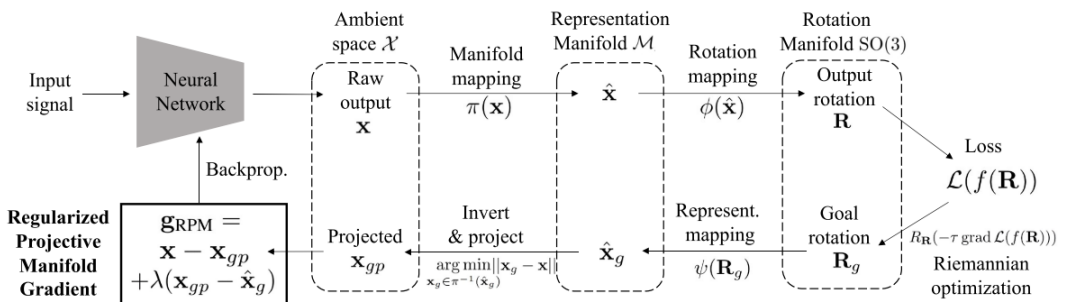 Input
signal
Neural
Network
Ambient
space 𝒳
Raw
output
x
Manifold
mapping
π(x)
Representation
Manifold ℳ
x̂
Rotation
mapping
ϕ(x̂)
Rotation
Manifold SO(3)
Output
rotation
R
Loss
ℒ(f(R))
R_R(−τ grad ℒ(f(R)))
Riemannian
optimization
Goal
rotation
R_g
Represent.
mapping
ψ(R_g)
x̂_g
Invert
& project
arg min||x_g − x||
x_g∈π⁻¹(x̂_g)
Projected
x_gp
Backprop.
g_RPM =
x − x_gp
+λ(x_gp − x̂_g)
Regularized
Projective
Manifold
Gradient